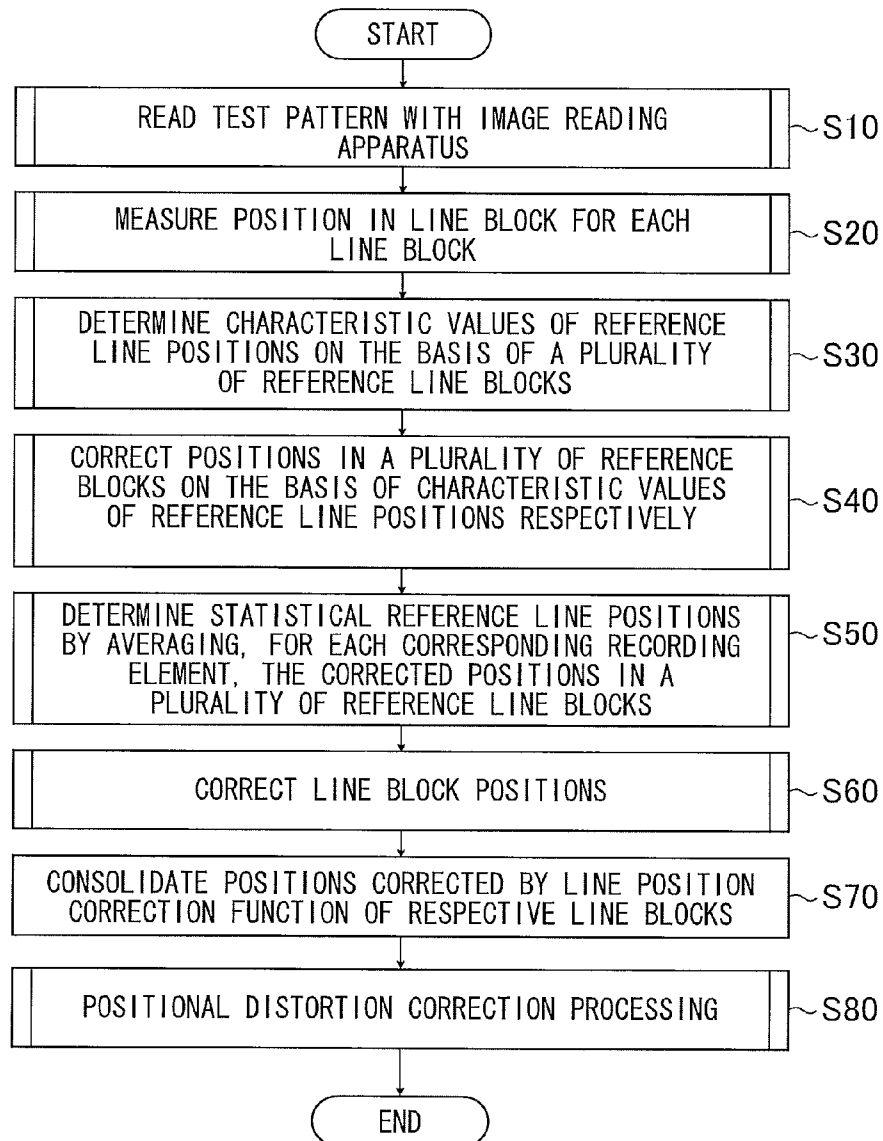 START
READ TEST PATTERN WITH IMAGE READING
APPARATUS
~S10
MEASURE POSITION IN LINE BLOCK FOR EACH
LINE BLOCK
~S20
DETERMINE CHARACTERISTIC VALUES OF REFERENCE
LINE POSITIONS ON THE BASIS OF A PLURALITY
OF REFERENCE LINE BLOCKS
~S30
CORRECT POSITIONS IN A PLURALITY OF REFERENCE
BLOCKS ON THE BASIS OF CHARACTERISTIC VALUES
OF REFERENCE LINE POSITIONS RESPECTIVELY
~S40
DETERMINE STATISTICAL REFERENCE LINE POSITIONS
BY AVERAGING, FOR EACH CORRESPONDING RECORDING
ELEMENT, THE CORRECTED POSITIONS IN A
PLURALITY OF REFERENCE LINE BLOCKS
~S50
CORRECT LINE BLOCK POSITIONS
~S60
CONSOLIDATE POSITIONS CORRECTED BY LINE POSITION
CORRECTION FUNCTION OF RESPECTIVE LINE BLOCKS
~S70
POSITIONAL DISTORTION CORRECTION PROCESSING
~S80
END